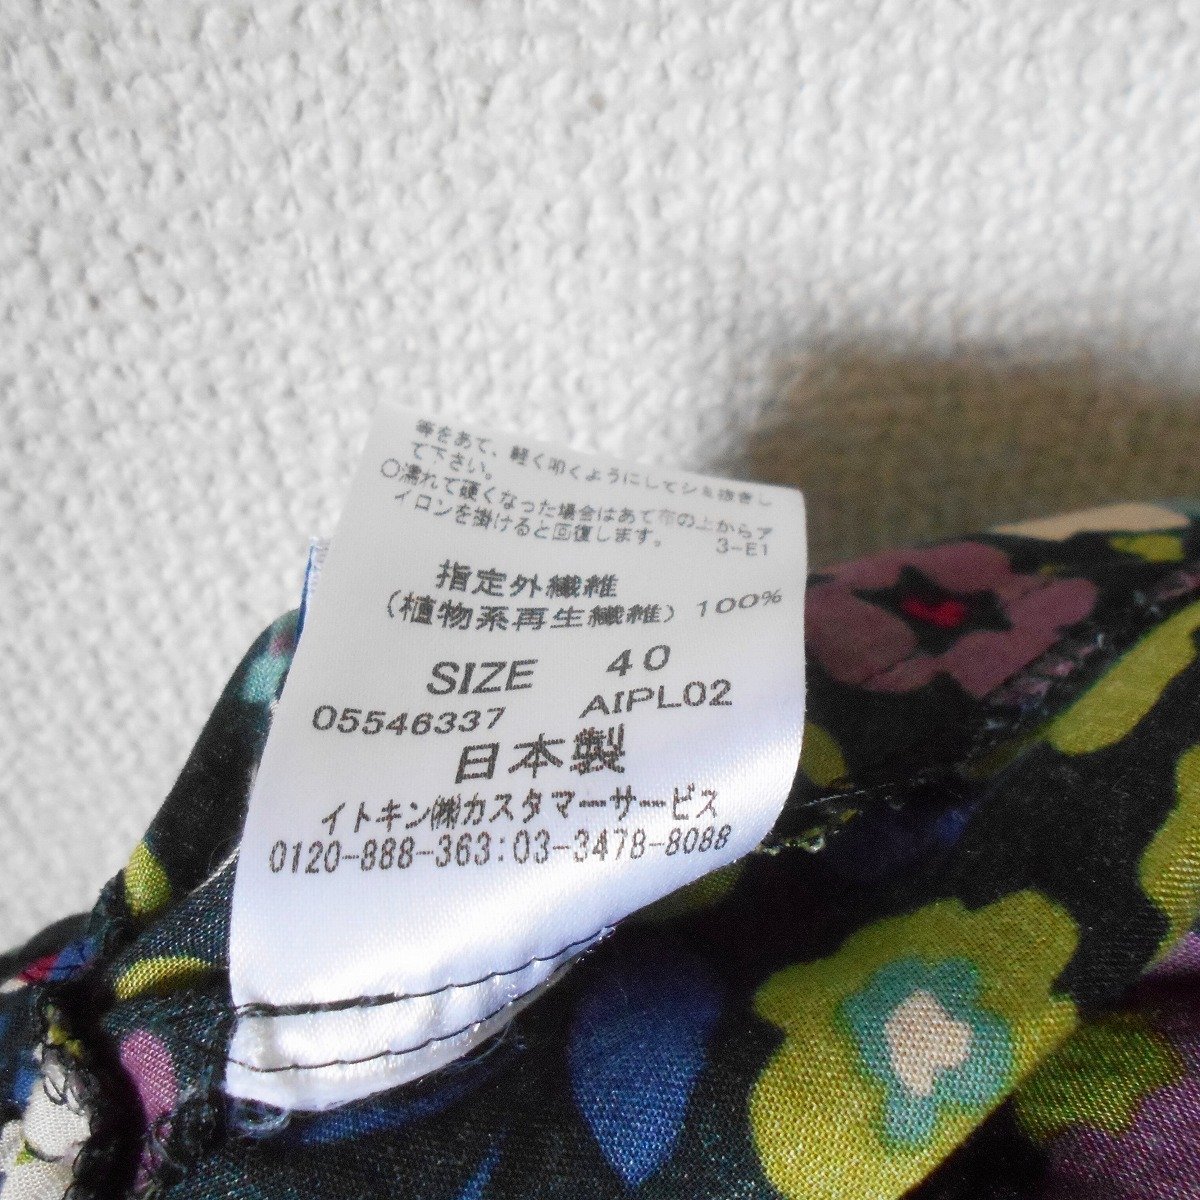 等をあて、軽く叩くようにしてシミ抜きし
て下さい。
○濡れて硬くなった場合はあて布の上からア
イロンを掛けると回復します。 3-E1
指定外繊維
(植物系再生繊維) 100%
SIZE 40
05546337 AIPL02
日本製
イトキン㈱カスタマーサービス
0120-888-363:03-3478-8088